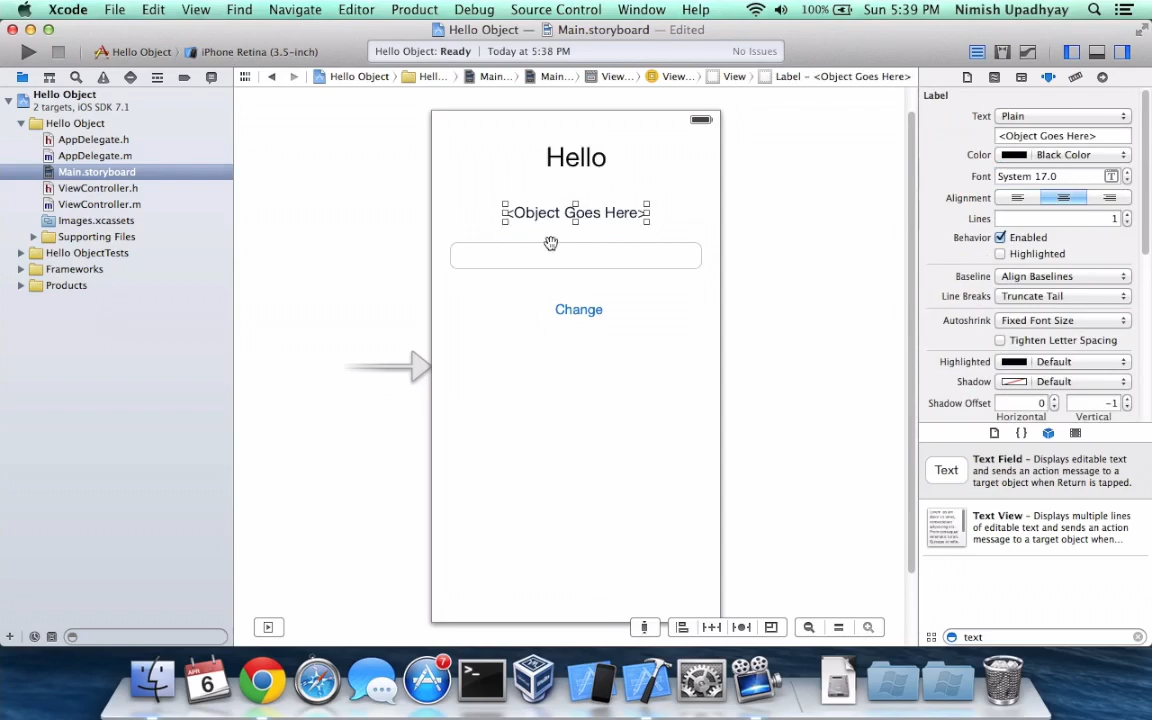 Xcode File Edit View Find Navigate Editor Product Debug Source Control Window Help 100% Sun 5:39 PM Nimish Upadhyay
Hello Object — Main.storyboard — Edited
Hello Object iPhone Retina (3.5-inch) Hello Object: Ready Today at 5:38 PM No Issues
Hello Object Hell... Main... Main... View... View... View Label - <Object Goes Here>
Hello Object
2 targets, iOS SDK 7.1
Hello Object
AppDelegate.h
AppDelegate.m
Main.storyboard
ViewController.h
ViewController.m
Images.xcassets
Supporting Files
Hello ObjectTests
Frameworks
Products
Hello
<Object Goes Here>
Change
Label
Text Plain
<Object Goes Here>
Color Black Color
Font System 17.0 T
Alignment
Lines 1
Behavior Enabled
Highlighted
Baseline Align Baselines
Line Breaks Truncate Tail
Autoshrink Fixed Font Size
Tighten Letter Spacing
Highlighted Default
Shadow Default
Shadow Offset 0 -1
Horizontal Vertical
Text
Text Field - Displays editable text
and sends an action message to a
target object when Return is tapped.
Text View - Displays multiple lines
of editable text and sends an action
message to a target object when...
text
APR
6
7